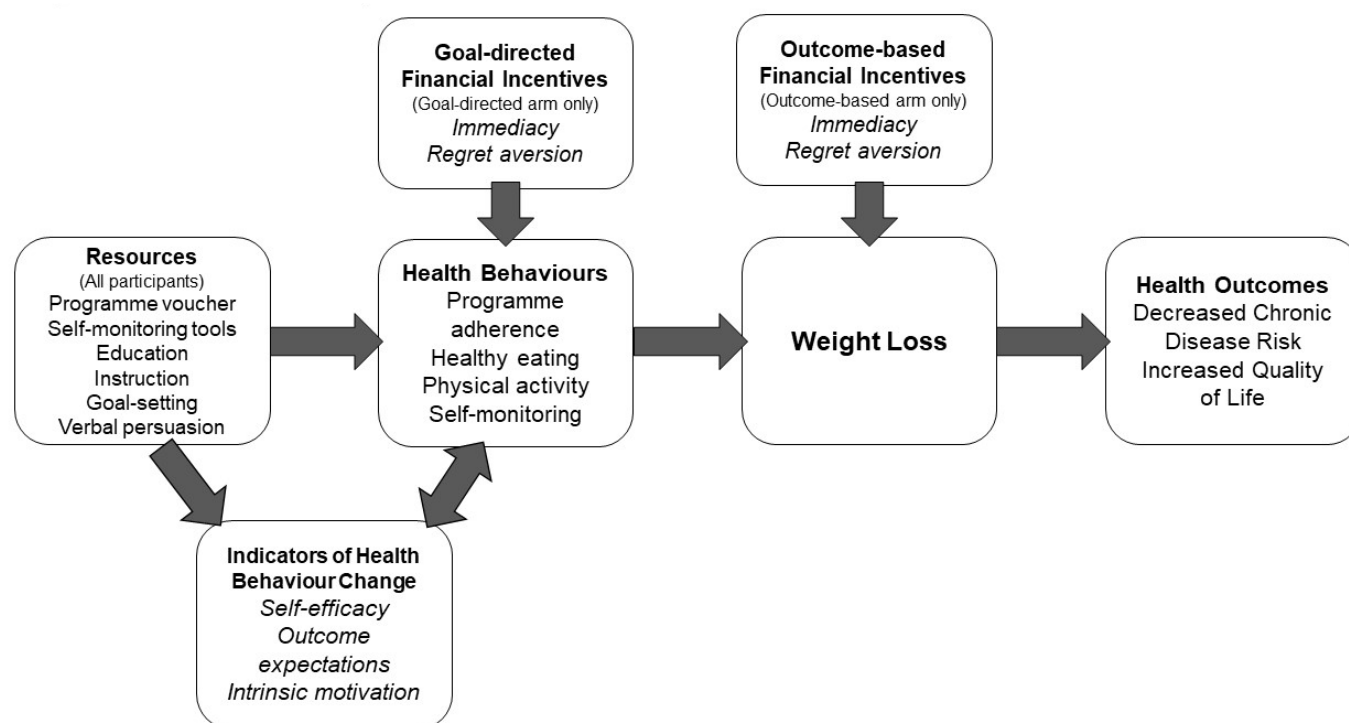 Goal-directed
Financial Incentives
(Goal-directed arm only)
Immediacy
Regret aversion
Outcome-based
Financial Incentives
(Outcome-based arm only)
Immediacy
Regret aversion
Resources
(All participants)
Programme voucher
Self-monitoring tools
Education
Instruction
Goal-setting
Verbal persuasion
Health Behaviours
Programme
adherence
Healthy eating
Physical activity
Self-monitoring
Weight Loss
Health Outcomes
Decreased Chronic
Disease Risk
Increased Quality
of Life
Indicators of Health
Behaviour Change
Self-efficacy
Outcome
expectations
Intrinsic motivation